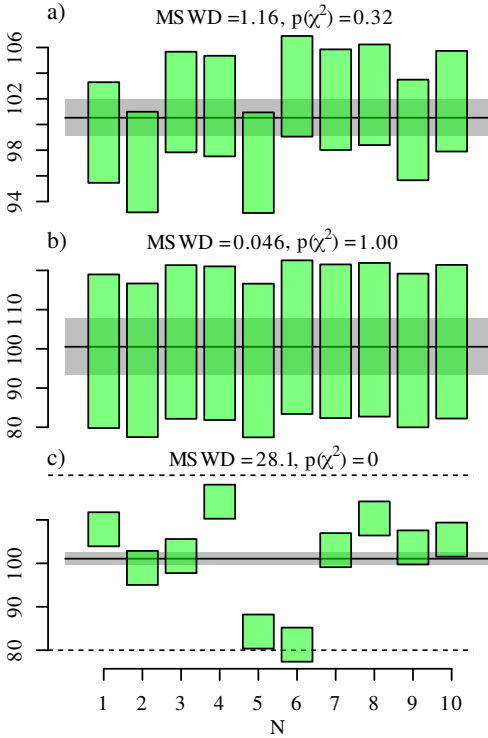 a)
MSWD=1.16, p(χ²)=0.32
106
102
98
94
b)
MSWD=0.046, p(χ²)=1.00
110
100
90
80
c)
MSWD=28.1, p(χ²)=0
100
90
80
1 2 3 4 5 6 7 8 9 10
N